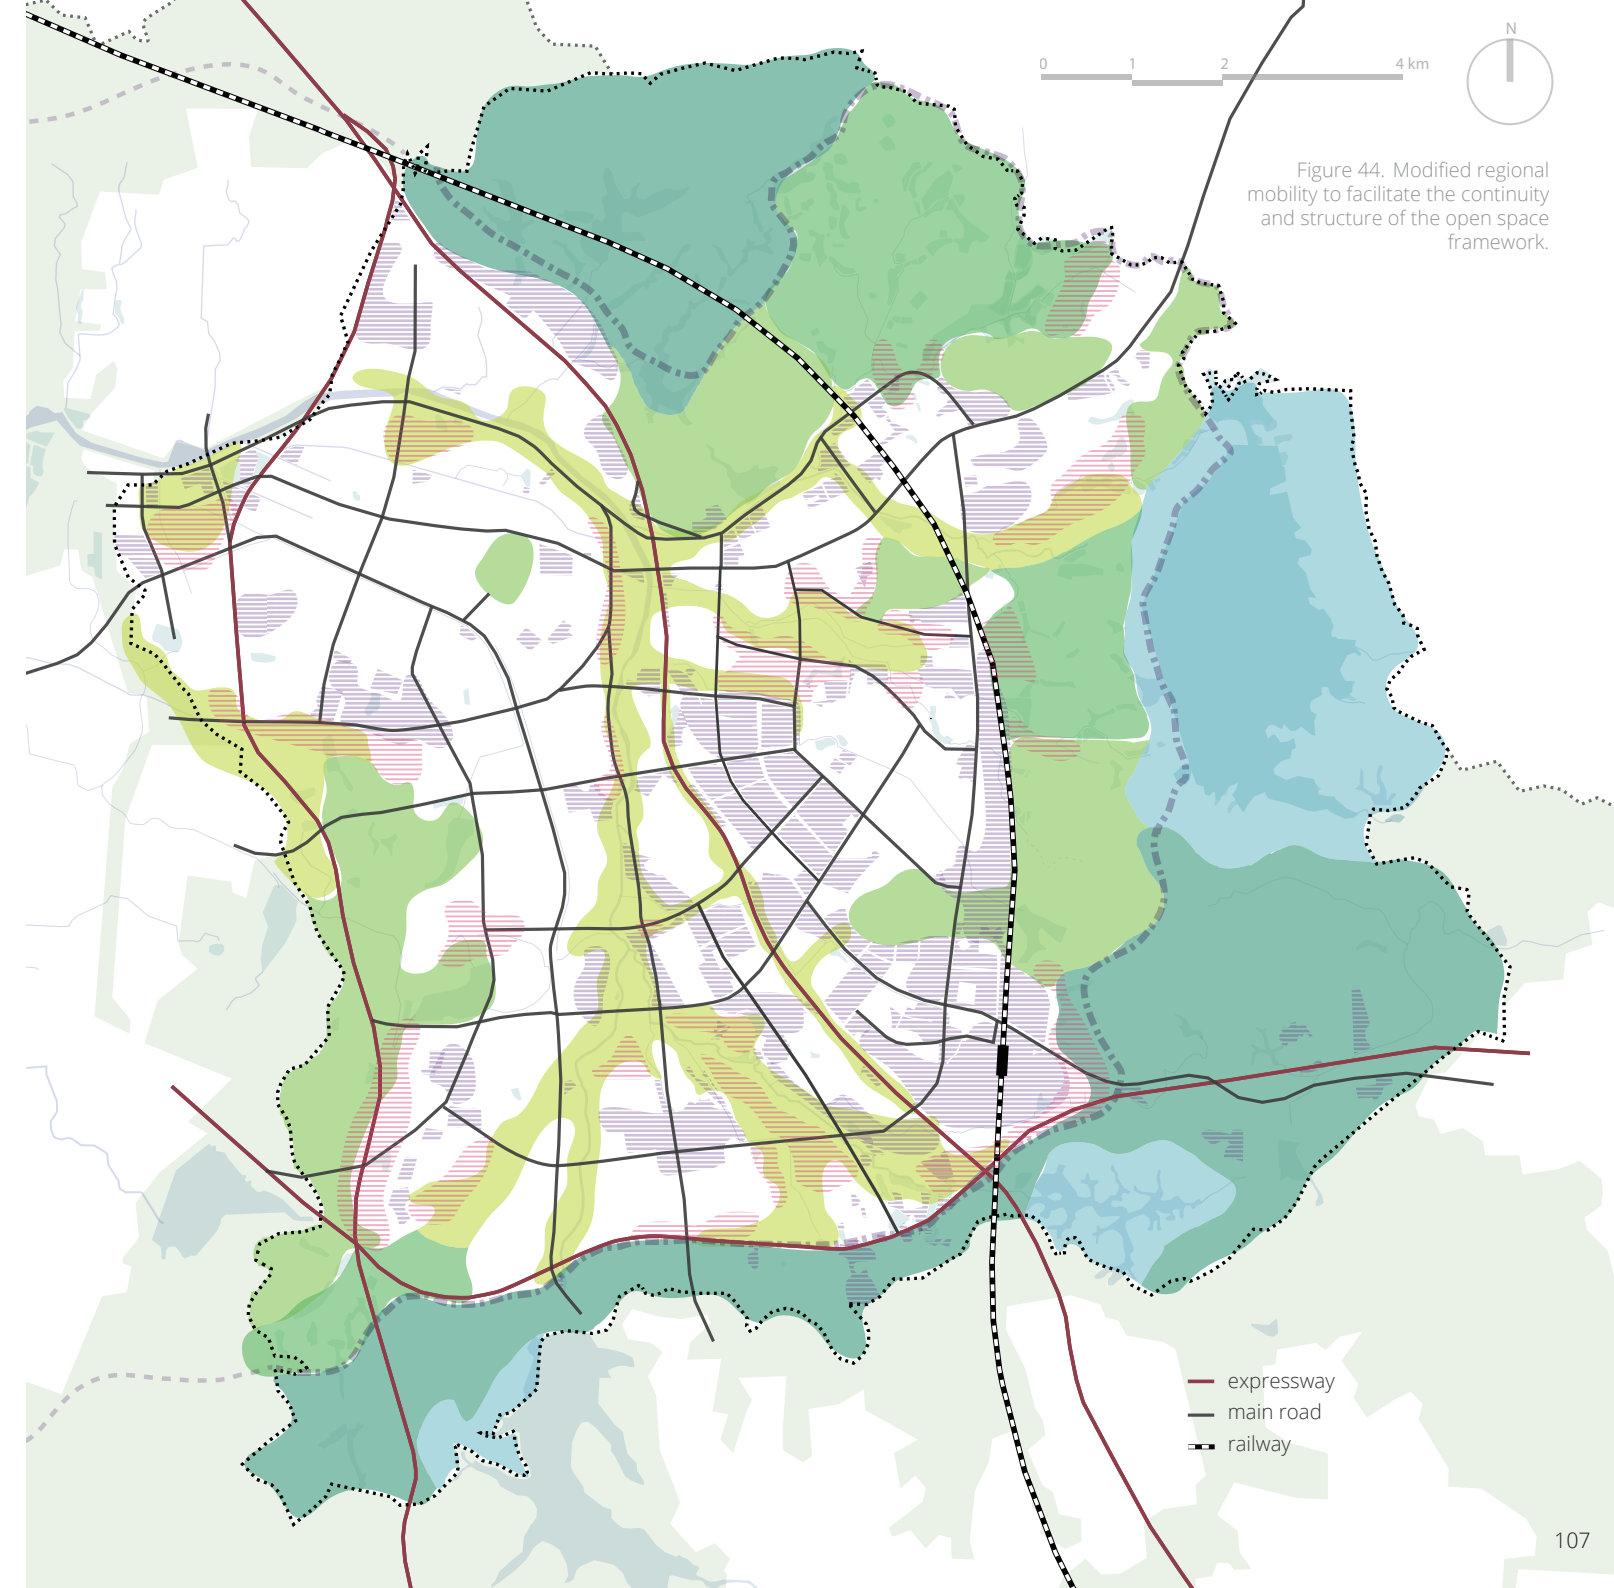 N
0 1 2 4 km
Figure 44. Modified regional
mobility to facilitate the continuity
and structure of the open space
framework.
expressway
main road
railway
107